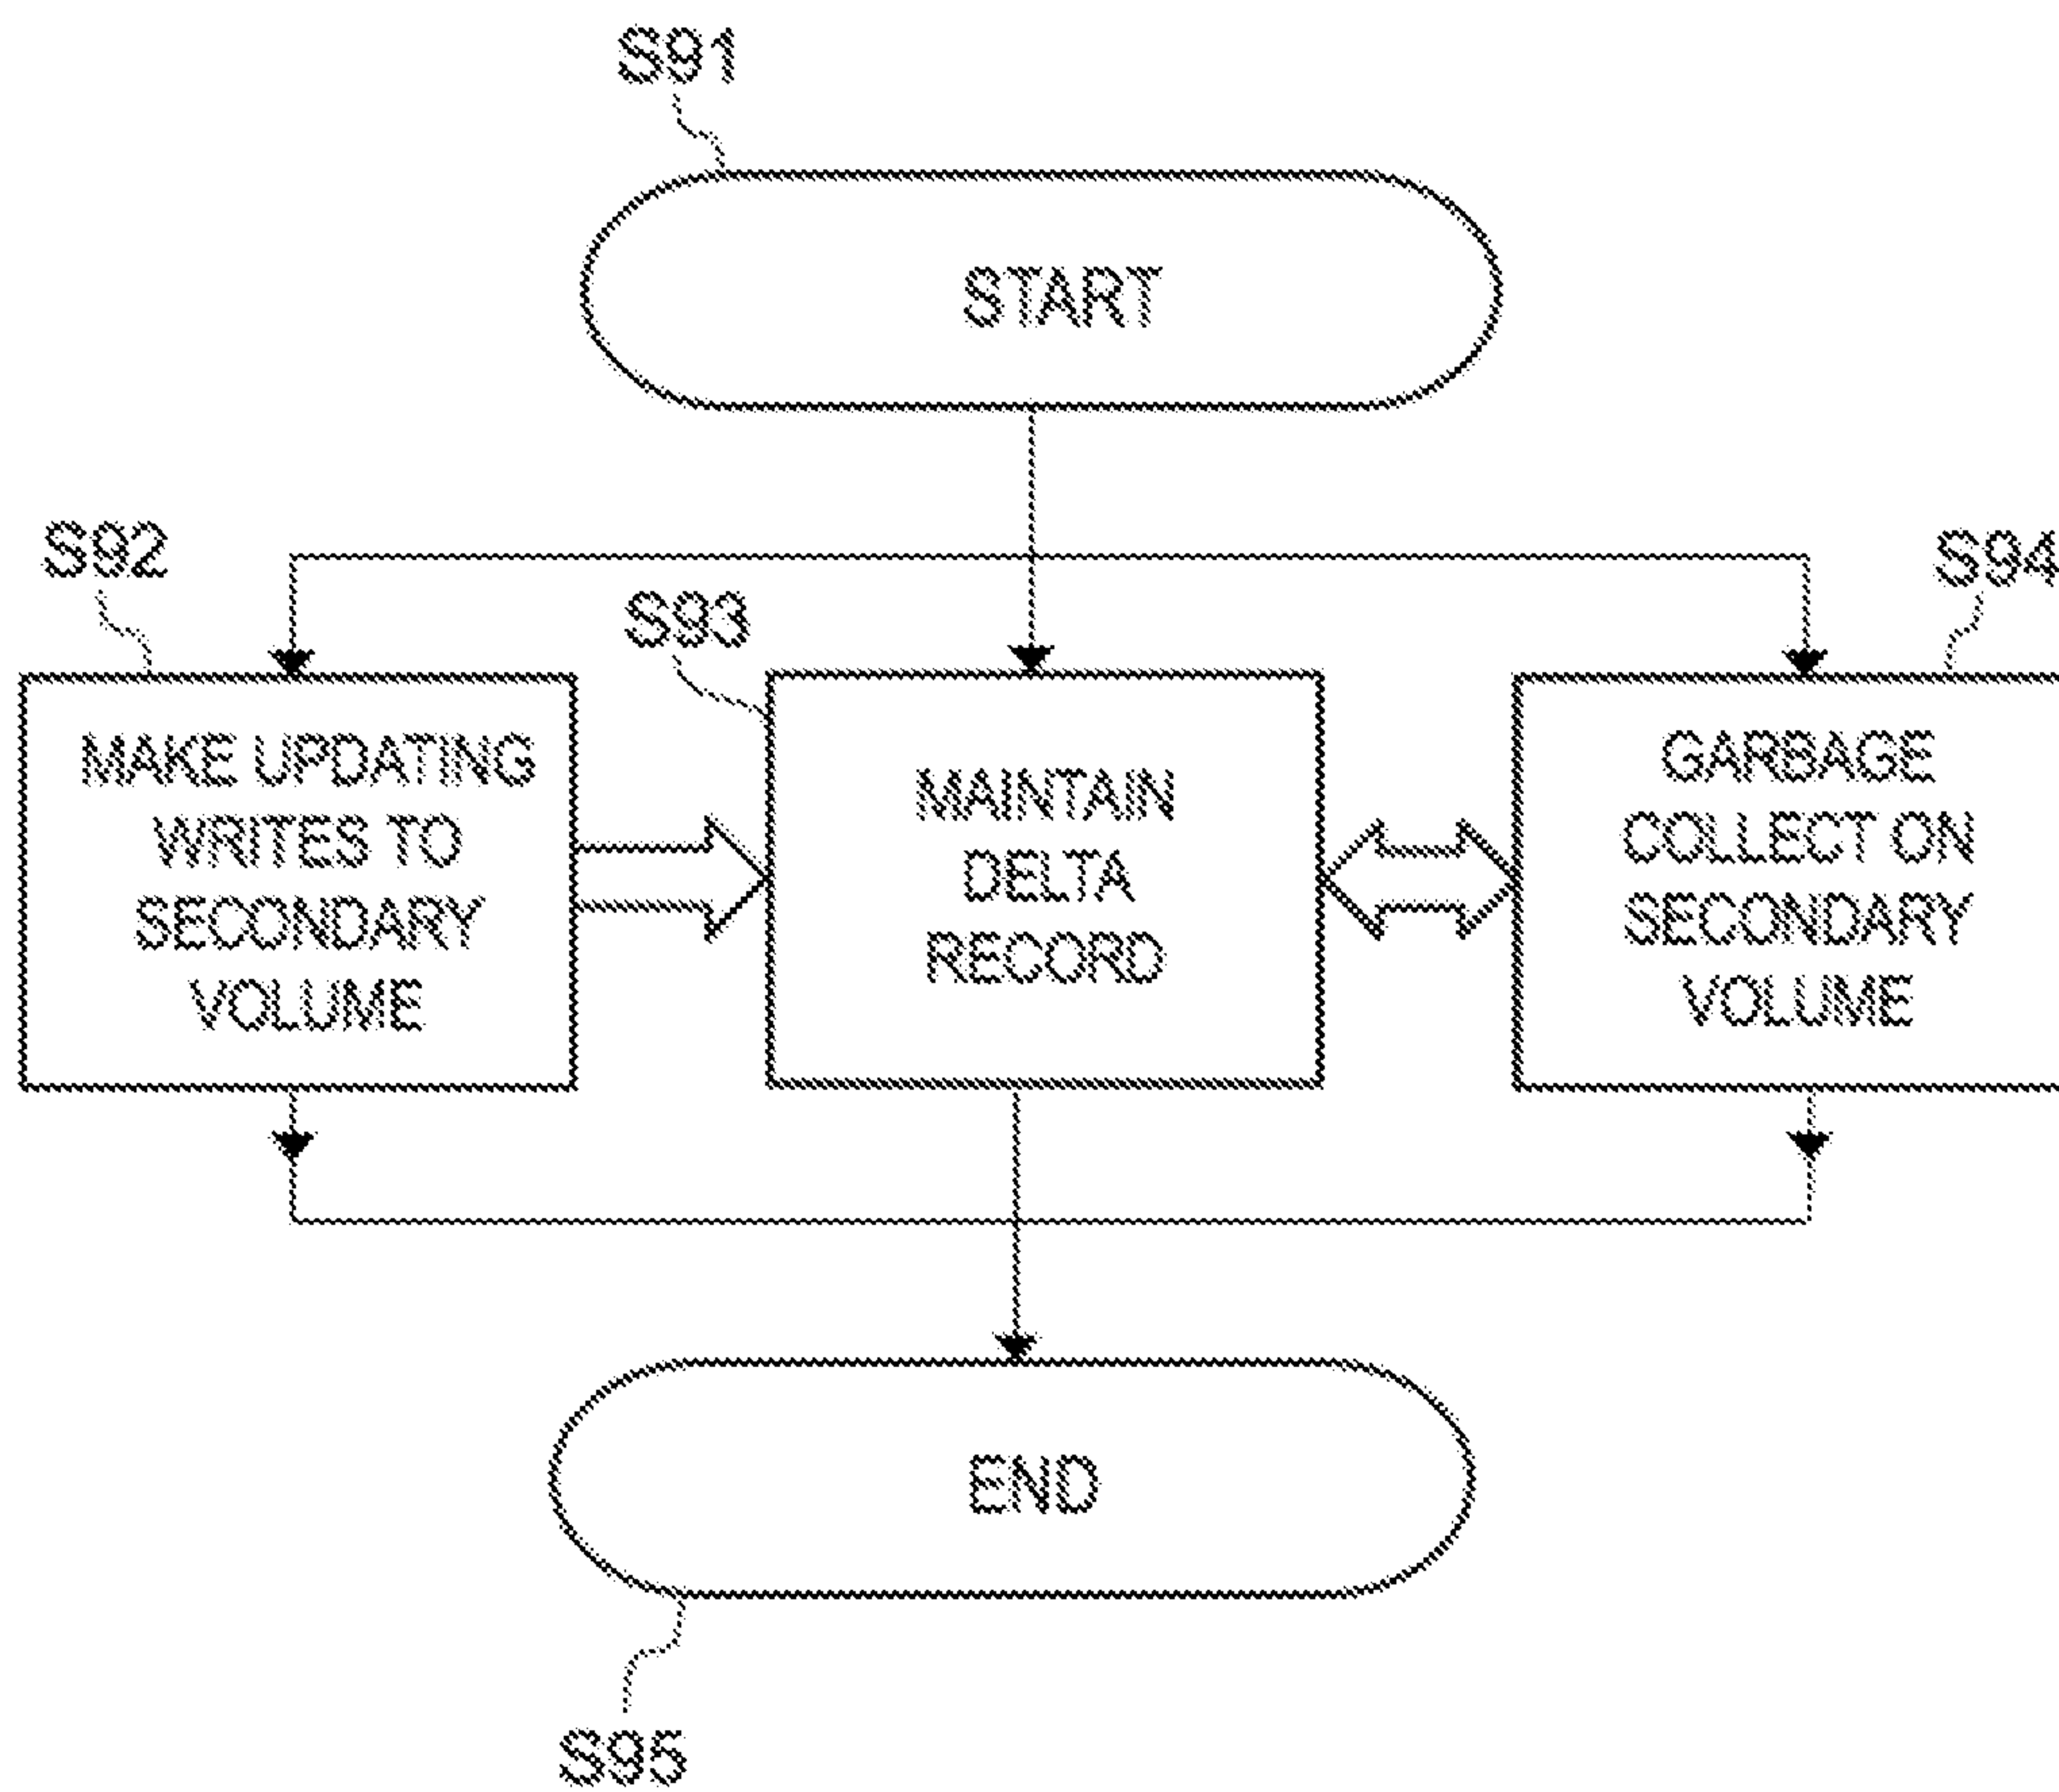 S91
START
S92
S93
S94
MAKE UPDATING
WRITES TO
SECONDARY
VOLUME
MAINTAIN
DELTA
RECORD
GARBAGE
COLLECT ON
SECONDARY
VOLUME
END
S95